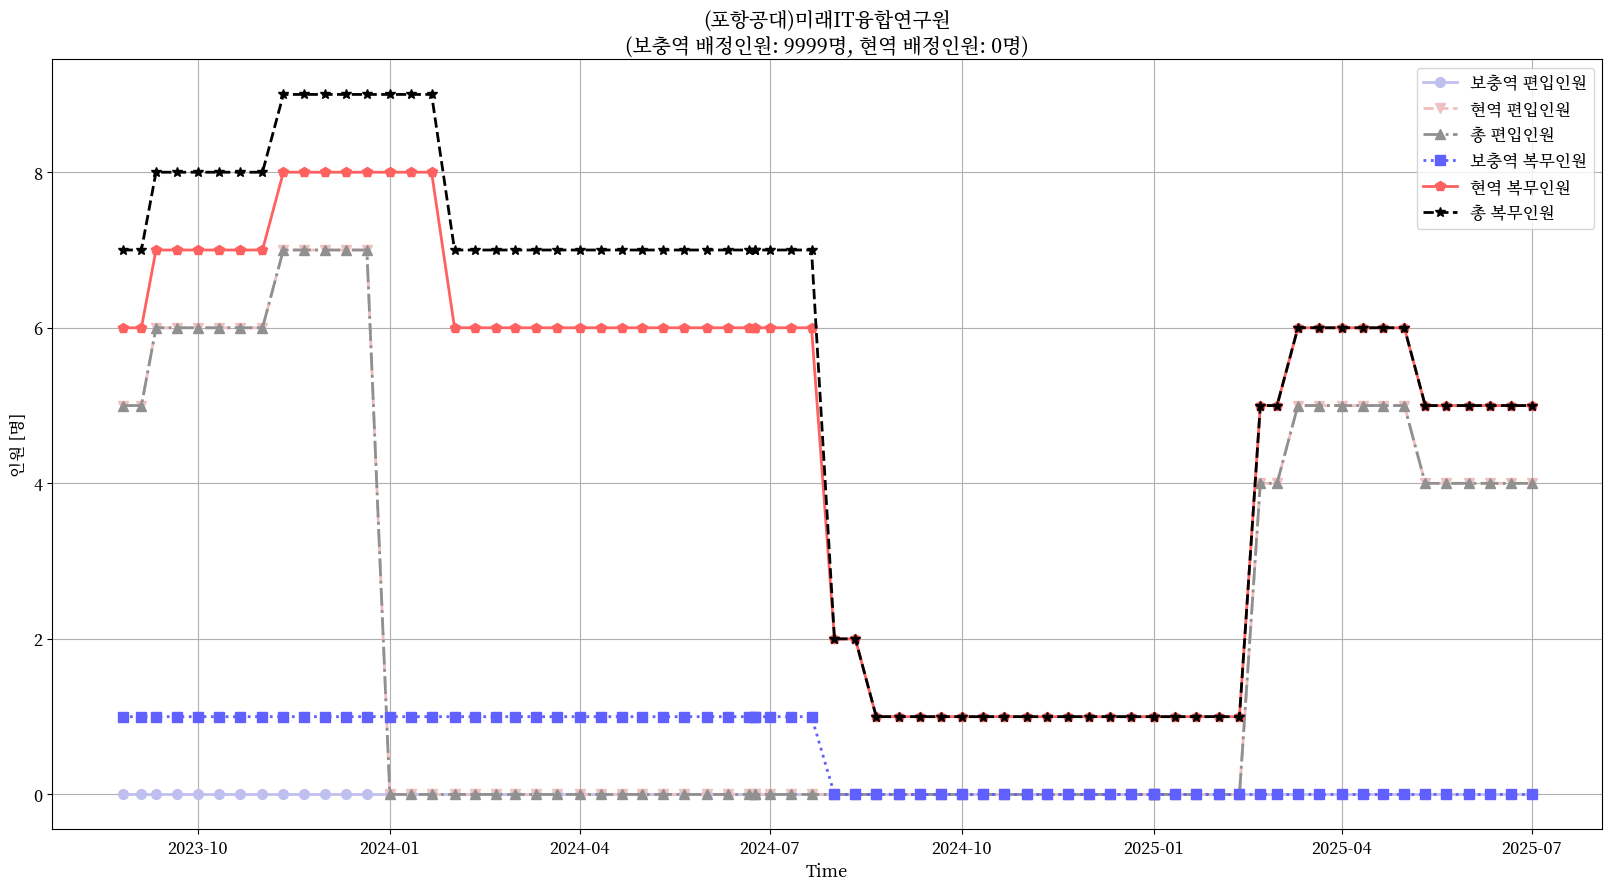 (포항공대)미래IT융합연구원
(보충역 배정인원: 9999명, 현역 배정인원: 0명)
보충역 편입인원
현역 편입인원
총 편입인원
보충역 복무인원
현역 복무인원
총 복무인원
인원 [명]
8
6
4
2
0
2023-10 2024-01 2024-04 2024-07 2024-10 2025-01 2025-04 2025-07
Time